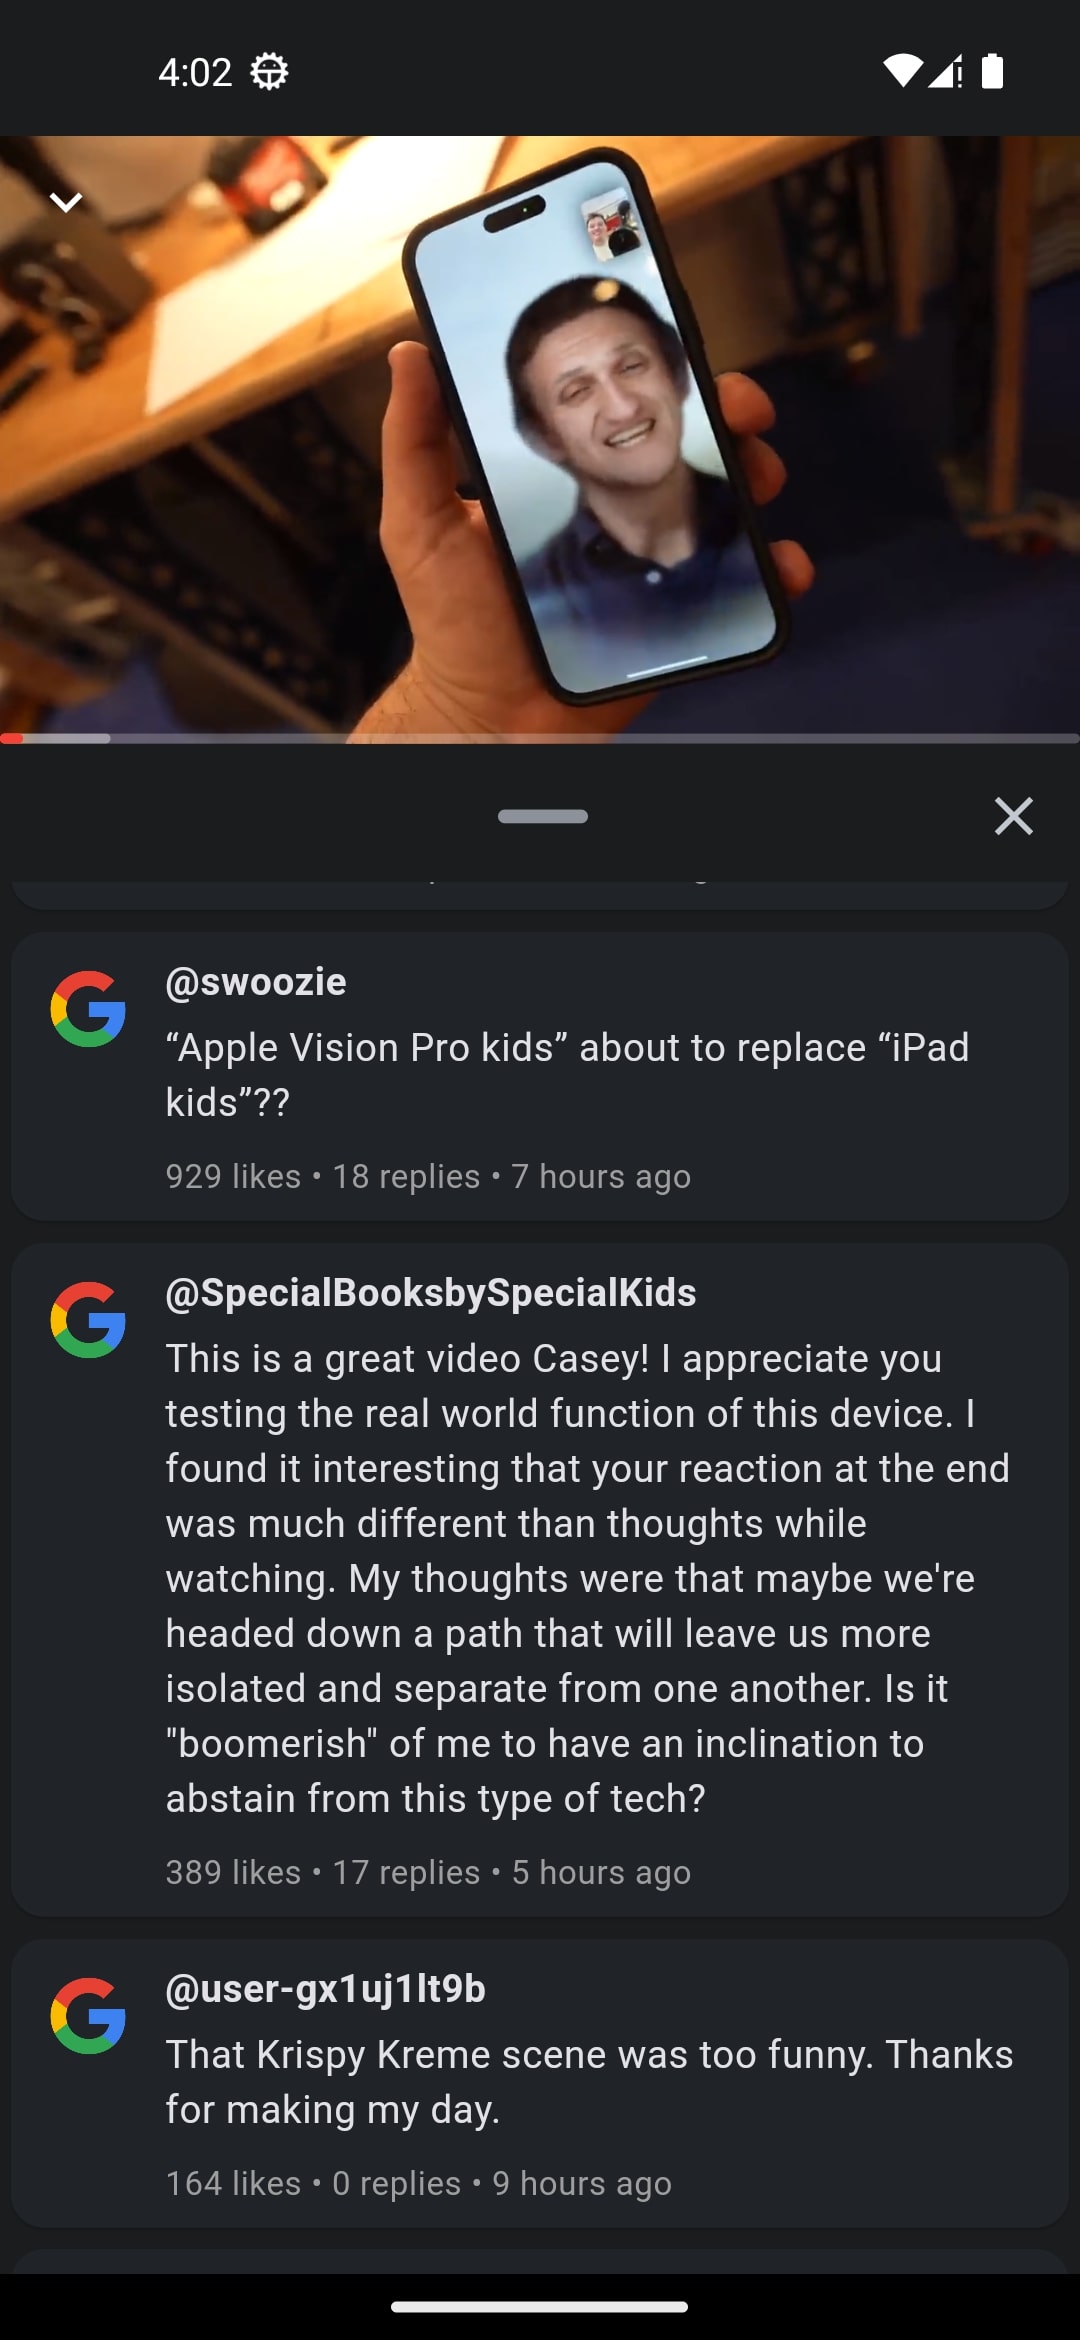 4:02
@swoozie
“Apple Vision Pro kids” about to replace “iPad
kids”??
929 likes • 18 replies • 7 hours ago
@SpecialBooksbySpecialKids
This is a great video Casey! I appreciate you
testing the real world function of this device. I
found it interesting that your reaction at the end
was much different than thoughts while
watching. My thoughts were that maybe we're
headed down a path that will leave us more
isolated and separate from one another. Is it
"boomerish" of me to have an inclination to
abstain from this type of tech?
389 likes • 17 replies • 5 hours ago
@user-gx1uj1lt9b
That Krispy Kreme scene was too funny. Thanks
for making my day.
164 likes • 0 replies • 9 hours ago